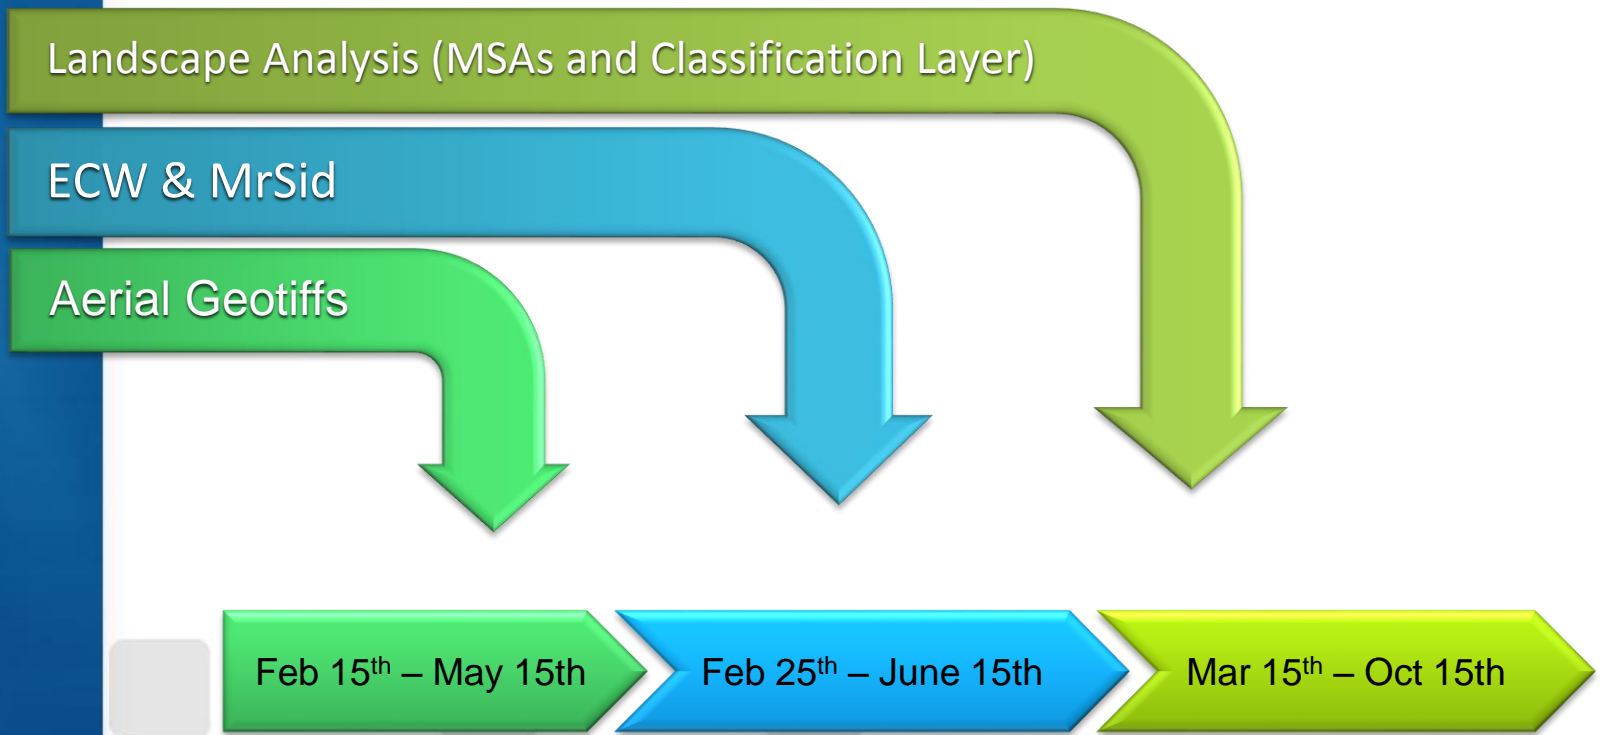 Landscape Analysis (MSAs and Classification Layer)
ECW & MrSid
Aerial Geotiffs
Feb 15th – May 15th
Feb 25th – June 15th
Mar 15th – Oct 15th